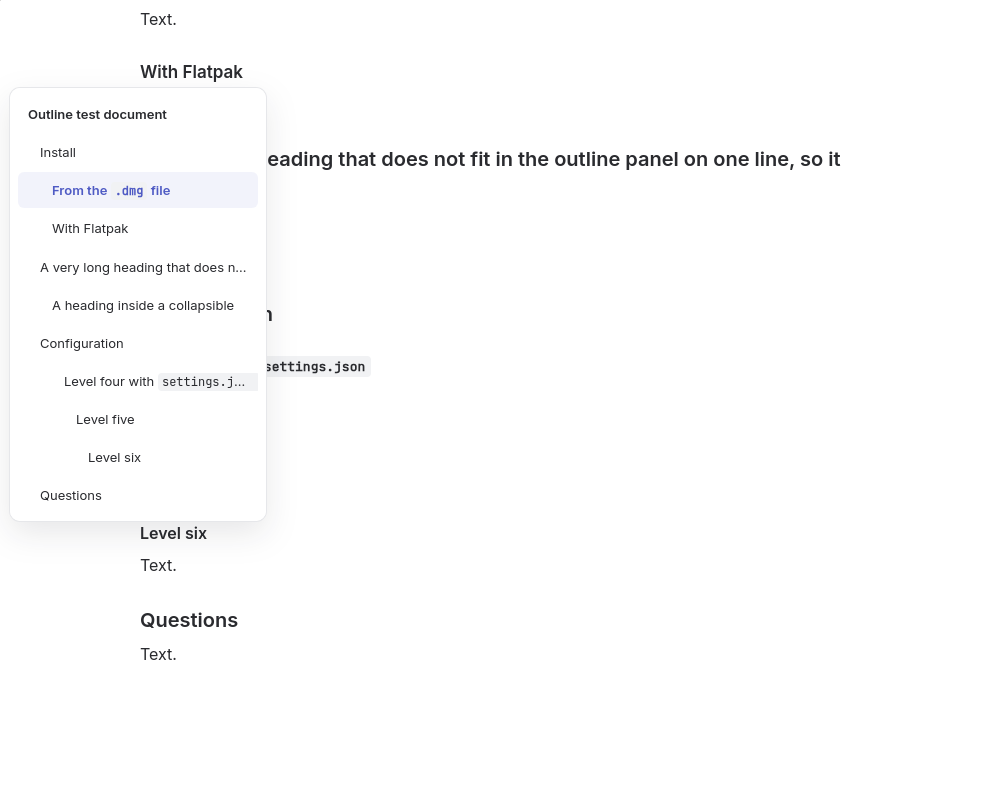 Text.
With Flatpak
Outline test document
Install
From the .dmg file
With Flatpak
A very long heading that does n...
A heading inside a collapsible
Configuration
Level four with settings.j...
Level five
Level six
Questions
eading that does not fit in the outline panel on one line, so it
n
settings.json
Level six
Text.
Questions
Text.